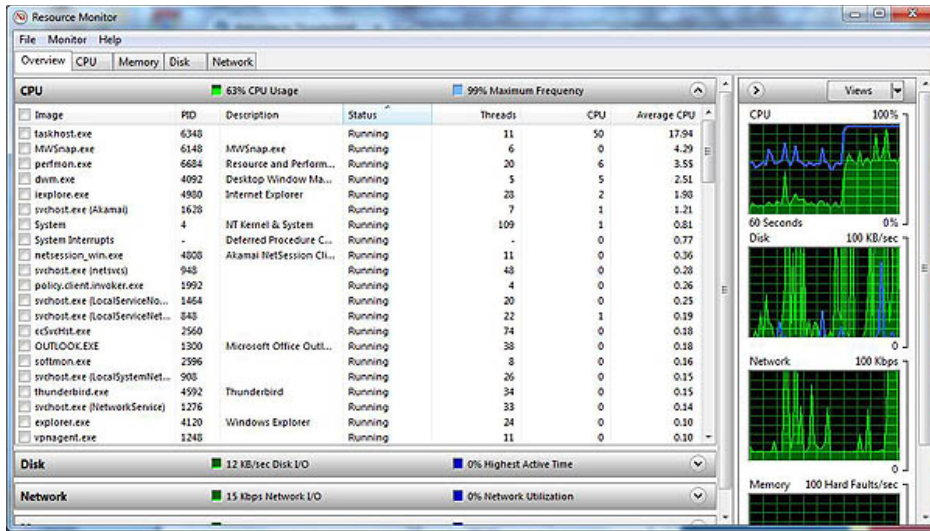 Resource Monitor
File Monitor Help
Overview CPU Memory Disk Network
CPU 63% CPU Usage 99% Maximum Frequency
Image PID Description Status Threads CPU Average CPU
taskhost.exe 6348 Running 11 50 17.94
MWSnap.exe 6148 MWSnap.exe Running 6 0 4.29
perfmon.exe 6684 Resource and Perform... Running 20 6 3.55
dwm.exe 4092 Desktop Window Ma... Running 5 5 2.51
iexplore.exe 4980 Internet Explorer Running 28 2 1.98
svchost.exe (Akamai) 1628 Running 7 1 1.21
System 4 NT Kernel & System Running 109 1 0.81
System Interrupts - Deferred Procedure C... Running - 0 0.77
netsession_win.exe 4808 Akamai NetSession Cli... Running 11 0 0.36
svchost.exe (netsvcs) 948 Running 48 0 0.28
policy.client.invoker.exe 1992 Running 4 0 0.26
svchost.exe (LocalServiceNo... 1464 Running 20 0 0.25
svchost.exe (LocalServiceNet... 848 Running 22 1 0.19
ccSvcHst.exe 2560 Running 74 0 0.18
OUTLOOK.EXE 1300 Microsoft Office Outl... Running 38 0 0.18
softmon.exe 2596 Running 8 0 0.16
svchost.exe (LocalSystemNet... 908 Running 26 0 0.15
thunderbird.exe 4592 Thunderbird Running 34 0 0.15
svchost.exe (NetworkService) 1276 Running 33 0 0.14
explorer.exe 4120 Windows Explorer Running 24 0 0.10
vpnagent.exe 1248 Running 11 0 0.10
Disk 12 KB/sec Disk I/O 0% Highest Active Time
Network 15 Kbps Network I/O 0% Network Utilization
Views
CPU 100%
60 Seconds 0%
Disk 100 KB/sec
0
Network 100 Kbps
0
Memory 100 Hard Faults/sec